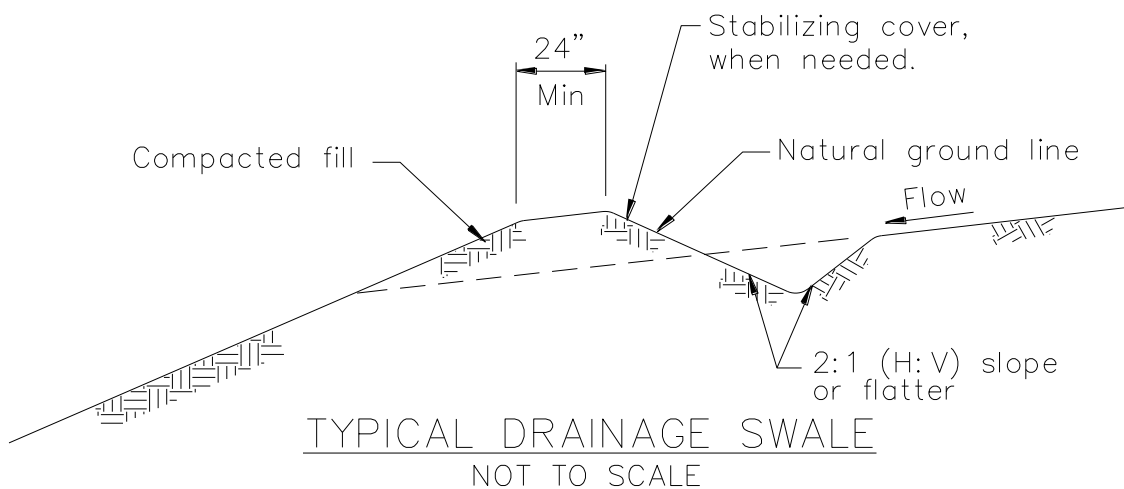 Stabilizing cover,
when needed.
24”
Min
Compacted fill
Natural ground line
Flow
2:1 (H:V) slope
or flatter
TYPICAL DRAINAGE SWALE
NOT TO SCALE